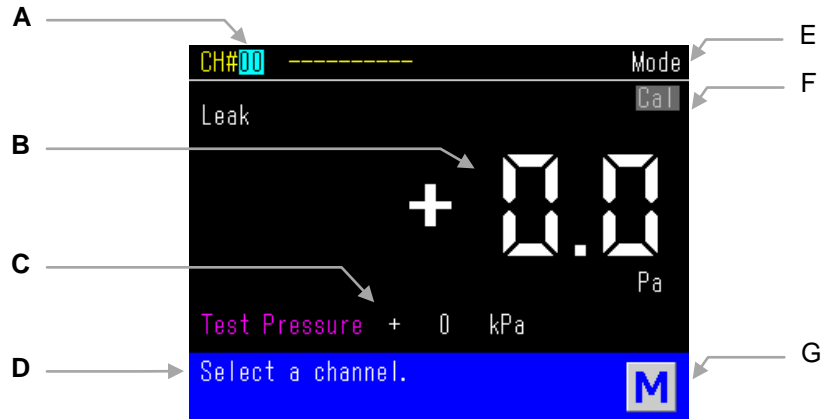 A
E
CH#00 ---------- Mode
F
Cal
Leak
B
+ 0.0
Pa
C
Test Pressure + 0 kPa
D
Select a channel.
M
G